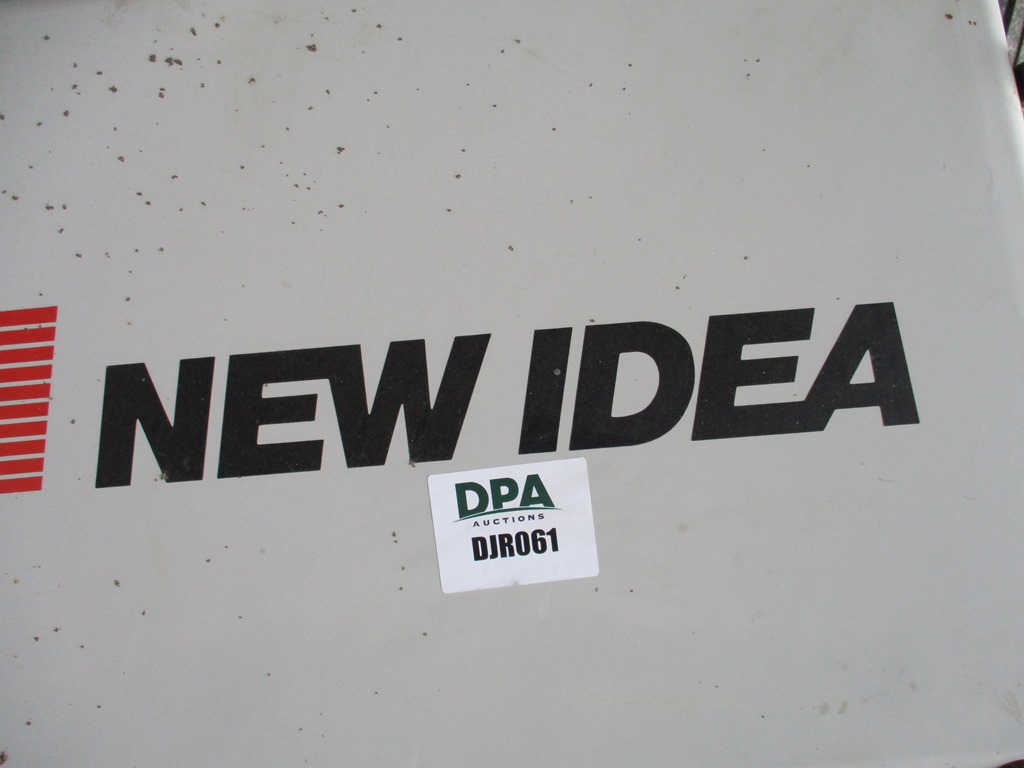 NEW IDEA
DPA
AUCTIONS
DJR061